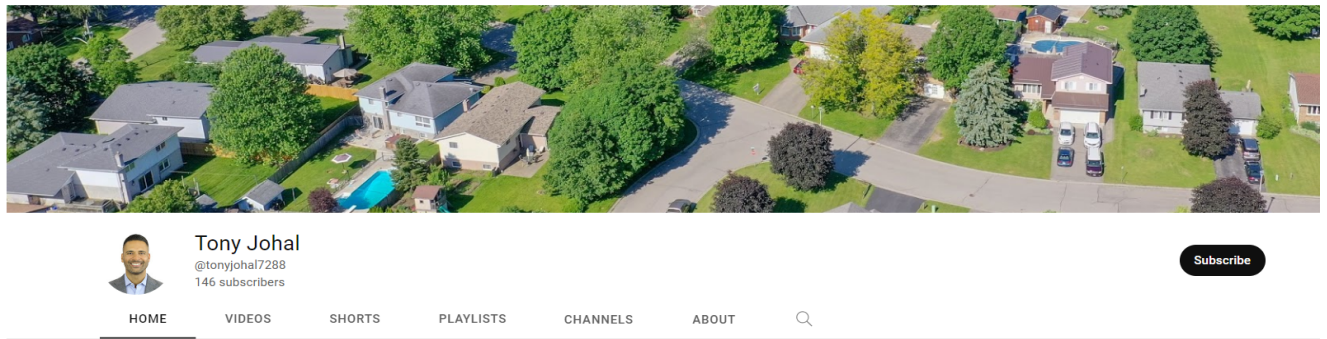 Tony Johal
@tonyjohal7288
146 subscribers
Subscribe
HOME VIDEOS SHORTS PLAYLISTS CHANNELS ABOUT